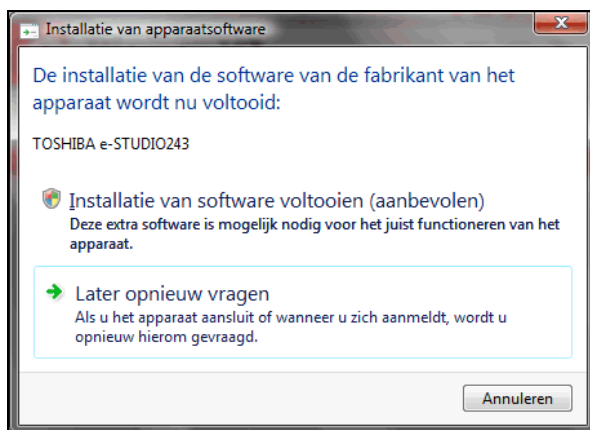 Installatie van apparaatsoftware
De installatie van de software van de fabrikant van het
apparaat wordt nu voltooid:
TOSHIBA e-STUDIO243
Installatie van software voltooien (aanbevolen)
Deze extra software is mogelijk nodig voor het juist functioneren van het
apparaat.
Later opnieuw vragen
Als u het apparaat aansluit of wanneer u zich aanmeldt, wordt u
opnieuw hierom gevraagd.
Annuleren